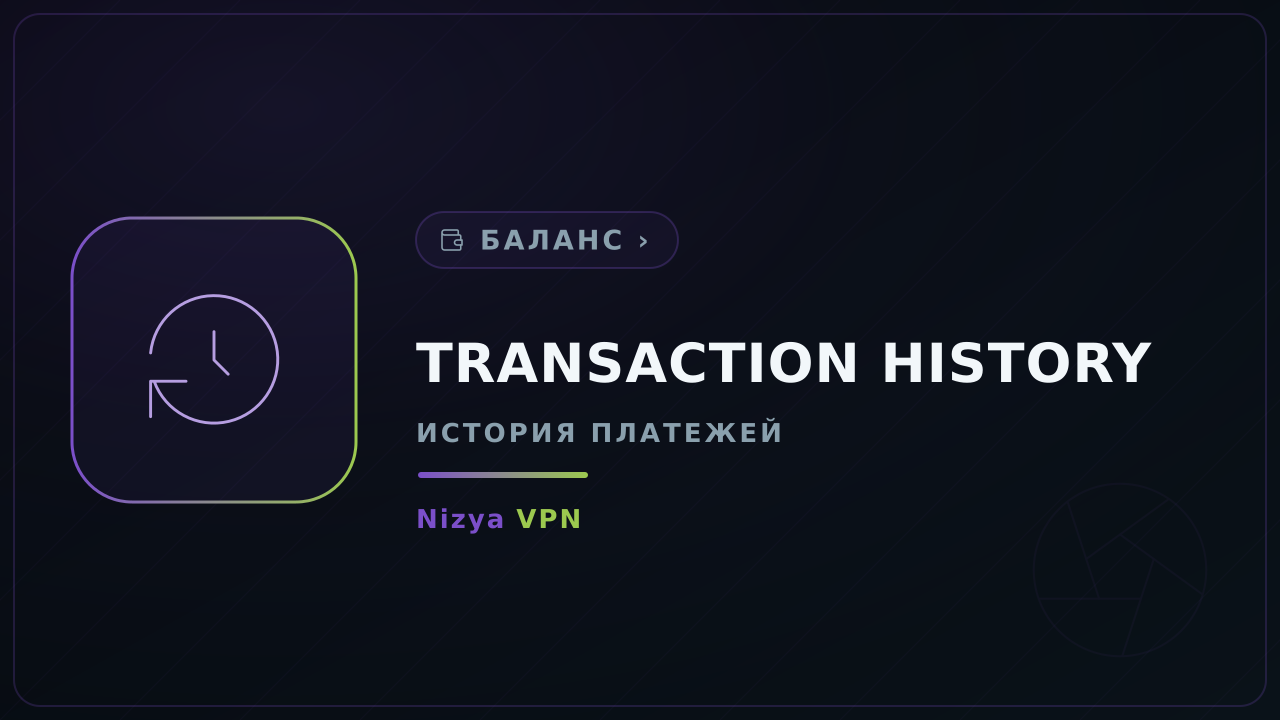 БАЛАНС ›
TRANSACTION HISTORY
ИСТОРИЯ ПЛАТЕЖЕЙ
Nizya VPN